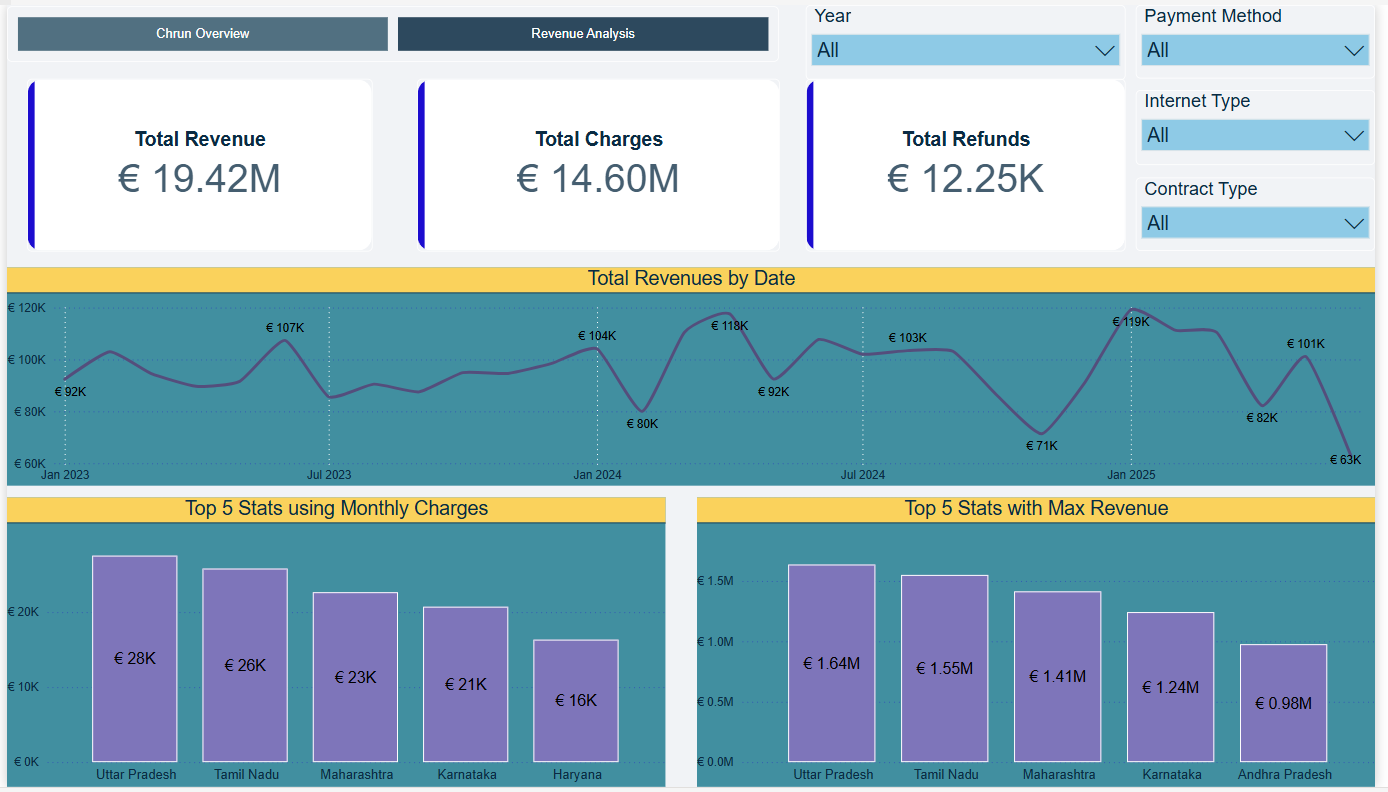 Chrun Overview
Revenue Analysis
Year
All
Payment Method
All
Internet Type
All
Contract Type
All
Total Revenue
€ 19.42M
Total Charges
€ 14.60M
Total Refunds
€ 12.25K
Total Revenues by Date
€ 120K
€ 100K
€ 80K
€ 60K
€ 92K
€ 107K
€ 104K
€ 80K
€ 118K
€ 92K
€ 103K
€ 71K
€ 119K
€ 82K
€ 101K
€ 63K
Jan 2023
Jul 2023
Jan 2024
Jul 2024
Jan 2025
Top 5 Stats using Monthly Charges
€ 20K
€ 10K
€ 0K
€ 28K
€ 26K
€ 23K
€ 21K
€ 16K
Uttar Pradesh
Tamil Nadu
Maharashtra
Karnataka
Haryana
Top 5 Stats with Max Revenue
€ 1.5M
€ 1.0M
€ 0.5M
€ 0.0M
€ 1.64M
€ 1.55M
€ 1.41M
€ 1.24M
€ 0.98M
Uttar Pradesh
Tamil Nadu
Maharashtra
Karnataka
Andhra Pradesh